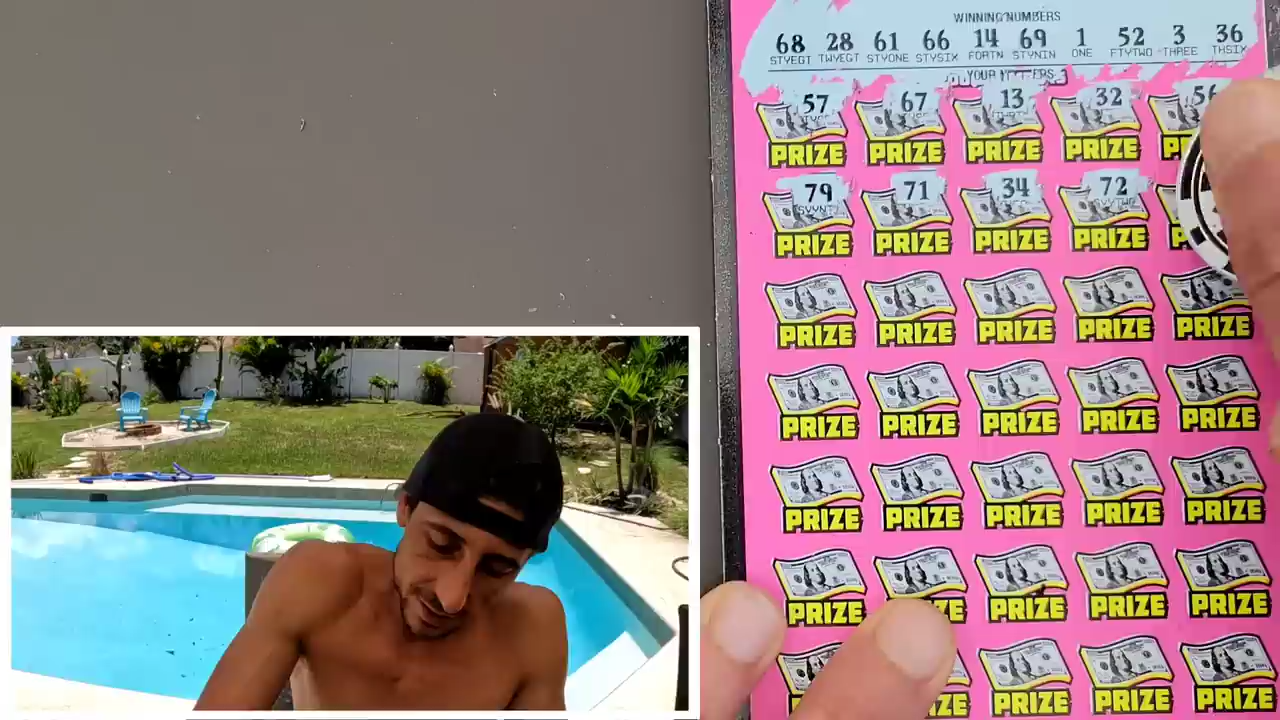 WINNING NUMBERS
68 28 61 66 14 69 1 52 3 36
STYEGT TWYEGT STYONE STYSIX FORTN STYNIN ONE FTYTWO THREE THSIX
YOUR
57 67 13 32 56
PRIZE PRIZE PRIZE PRIZE
79 71 34 72
PRIZE PRIZE PRIZE PRIZE
PRIZE PRIZE PRIZE PRIZE PRIZE
PRIZE PRIZE PRIZE PRIZE PRIZE
PRIZE PRIZE PRIZE PRIZE PRIZE
PRIZE PRIZE PRIZE PRIZE
PRIZE PRIZE PRIZE